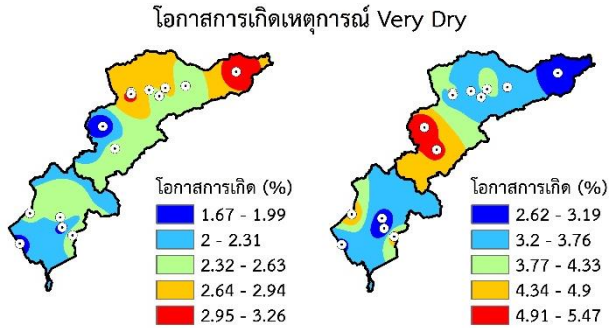 โอกาสการเกิดเหตุการณ์ Very Dry
โอกาสการเกิด (%)
1.67 - 1.99
2 - 2.31
2.32 - 2.63
2.64 - 2.94
2.95 - 3.26
โอกาสการเกิด (%)
2.62 - 3.19
3.2 - 3.76
3.77 - 4.33
4.34 - 4.9
4.91 - 5.47